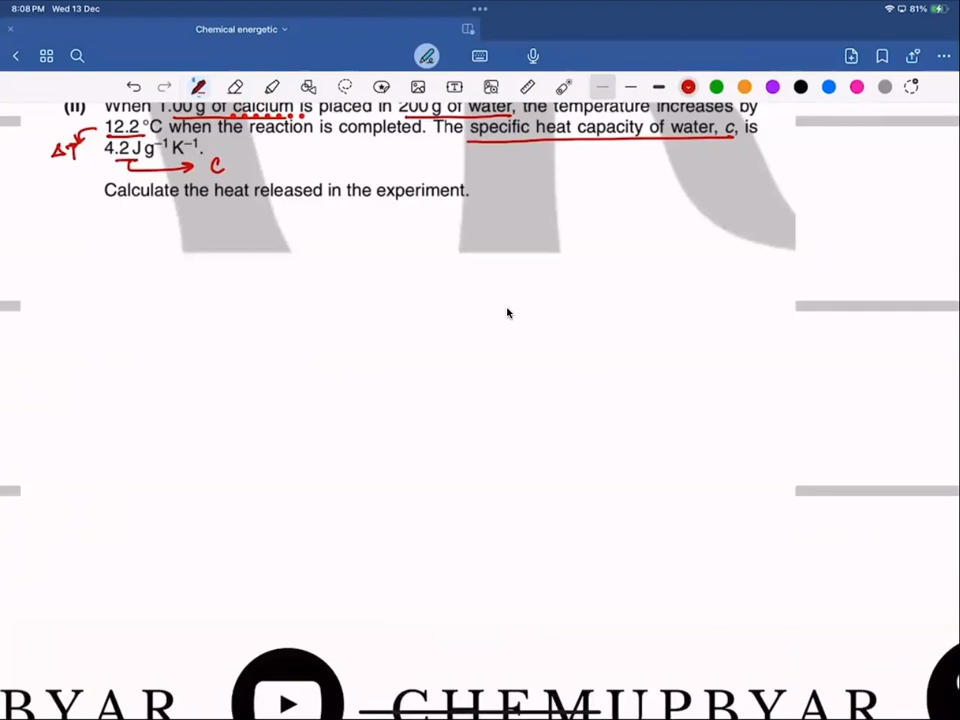 8:08 PM Wed 13 Dec
81%
Chemical energetic
(ii) When 1.00 g of calcium is placed in 200 g of water, the temperature increases by
12.2 °C when the reaction is completed. The specific heat capacity of water, c, is
ΔT
4.2 J g⁻¹ K⁻¹.
C
Calculate the heat released in the experiment.
BYAR
CHEMUPBYAR